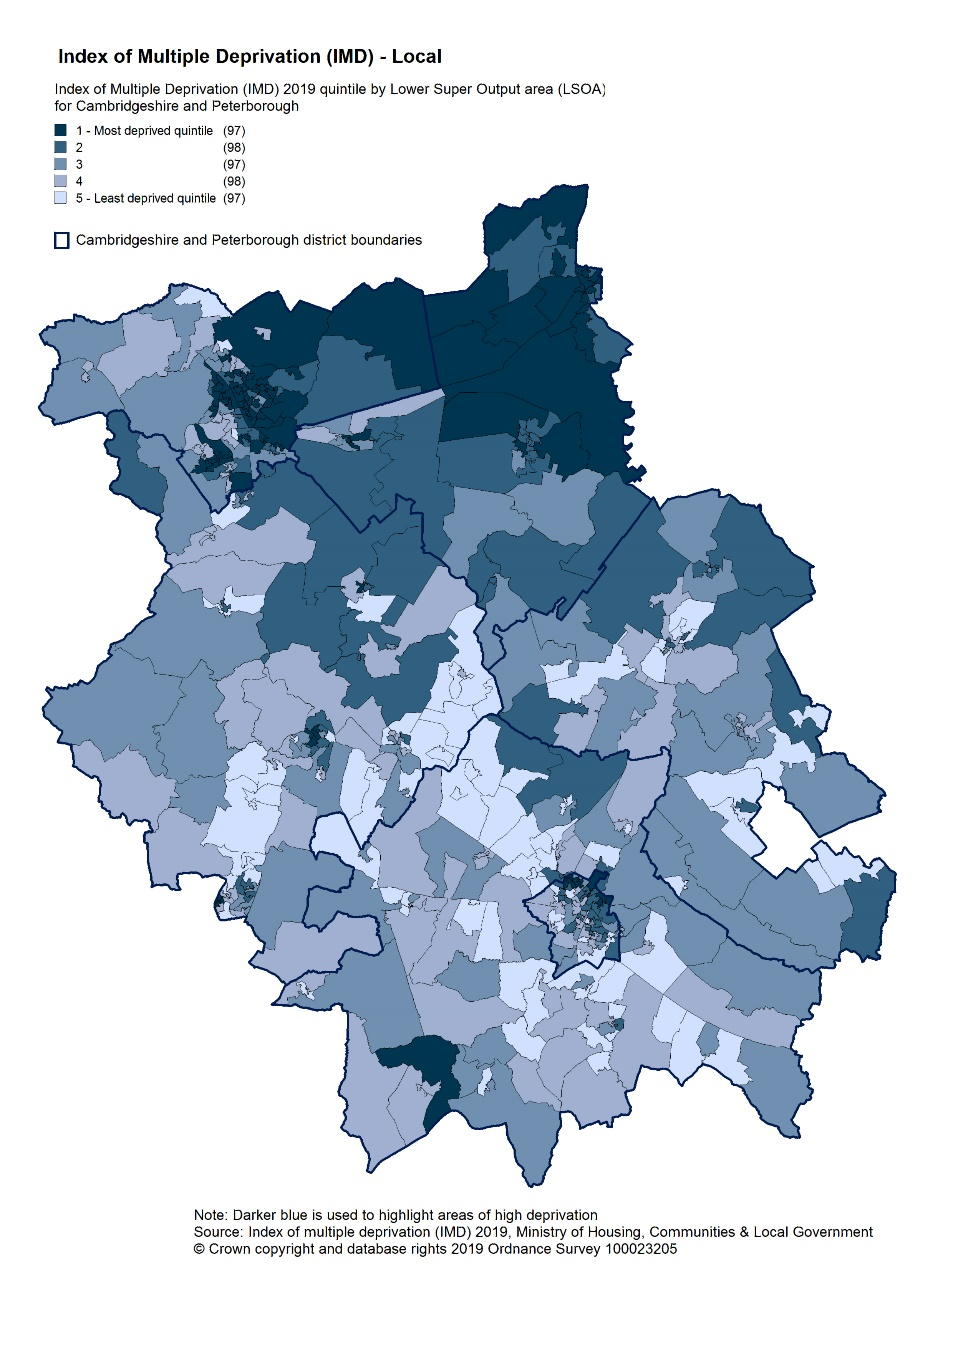 Index of Multiple Deprivation (IMD) - Local
Index of Multiple Deprivation (IMD) 2019 quintile by Lower Super Output area (LSOA)
for Cambridgeshire and Peterborough
1 - Most deprived quintile (97)
2 (98)
3 (97)
4 (98)
5 - Least deprived quintile (97)
Cambridgeshire and Peterborough district boundaries
Note: Darker blue is used to highlight areas of high deprivation
Source: Index of multiple deprivation (IMD) 2019, Ministry of Housing, Communities & Local Government
© Crown copyright and database rights 2019 Ordnance Survey 100023205